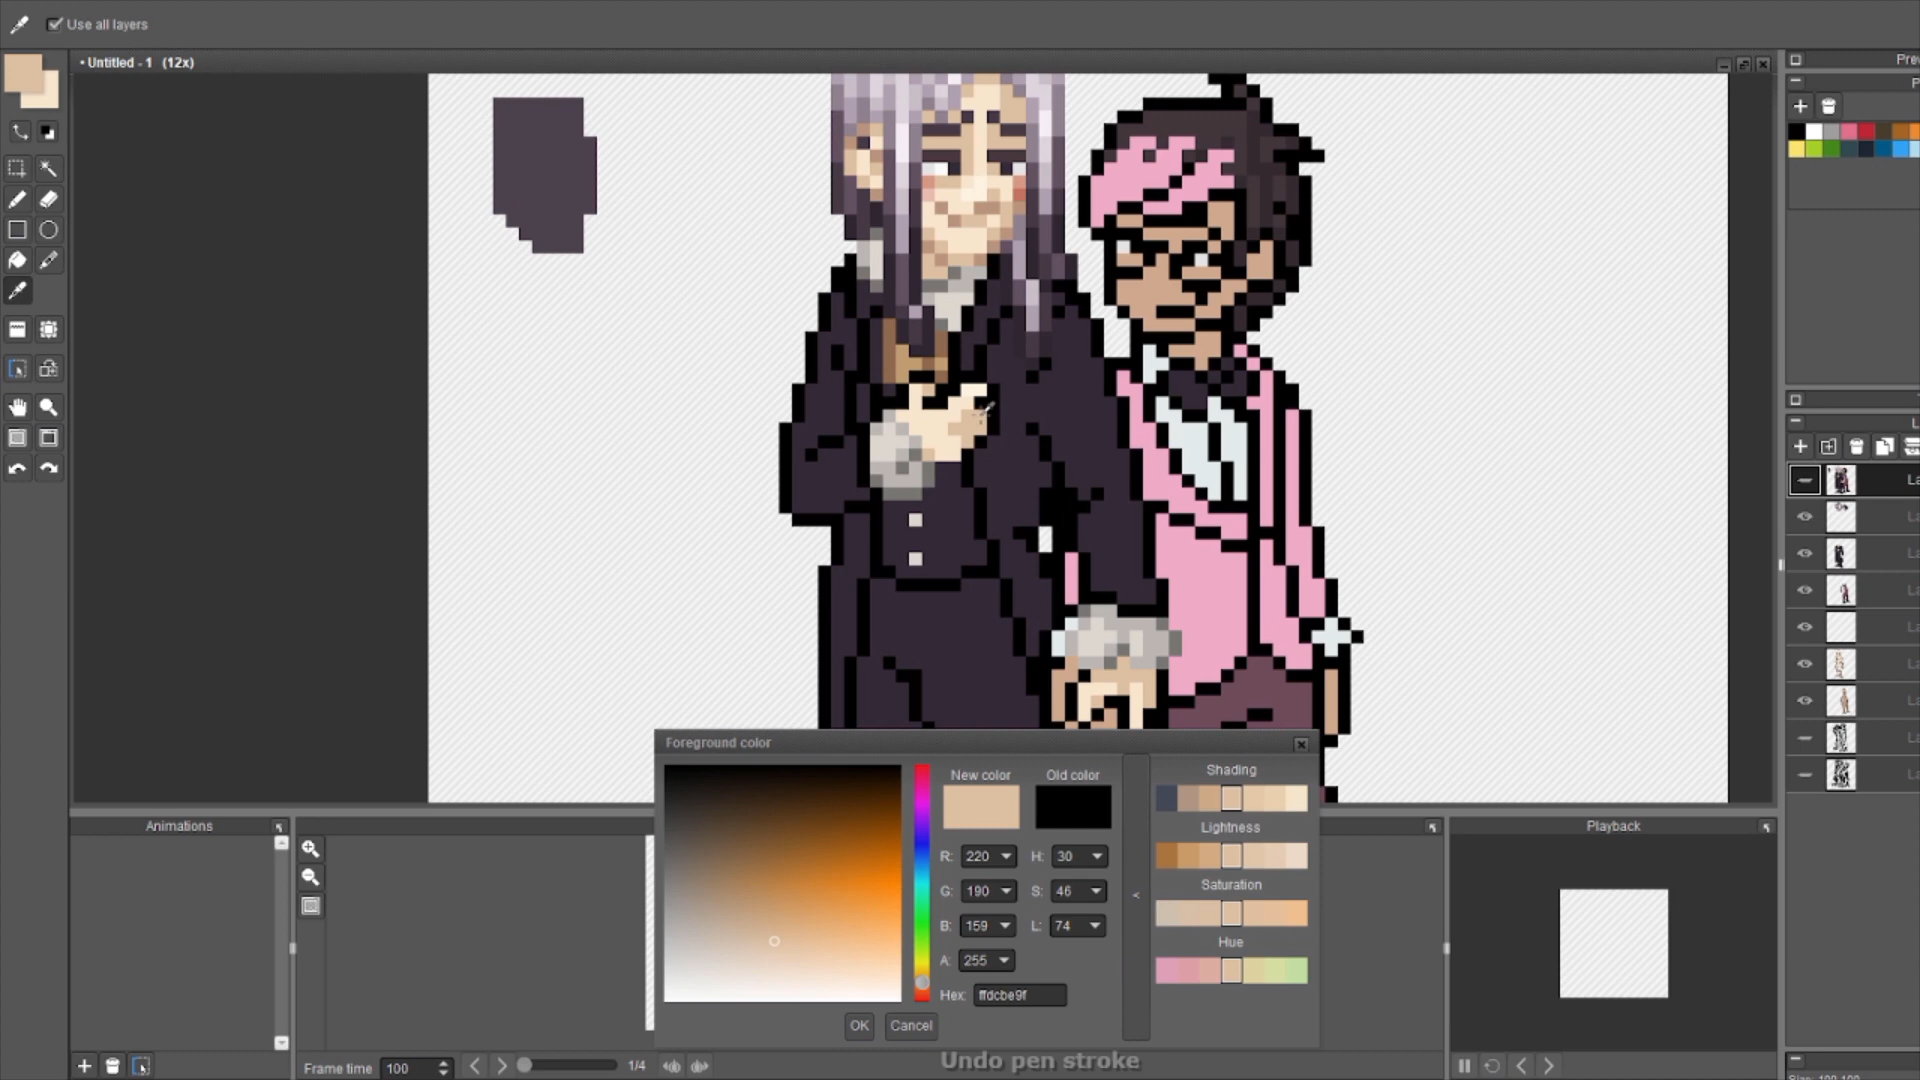 Use all layers
• Untitled - 1 (12x)
Foreground color
New color
Old color
R: 220
H: 30
G: 190
S: 46
B: 159
L: 74
A: 255
Hex: ffdcbe9f
OK
Cancel
<
Shading
Lightness
Saturation
Hue
Animations
Playback
Frame time 100
1/4
Undo pen stroke